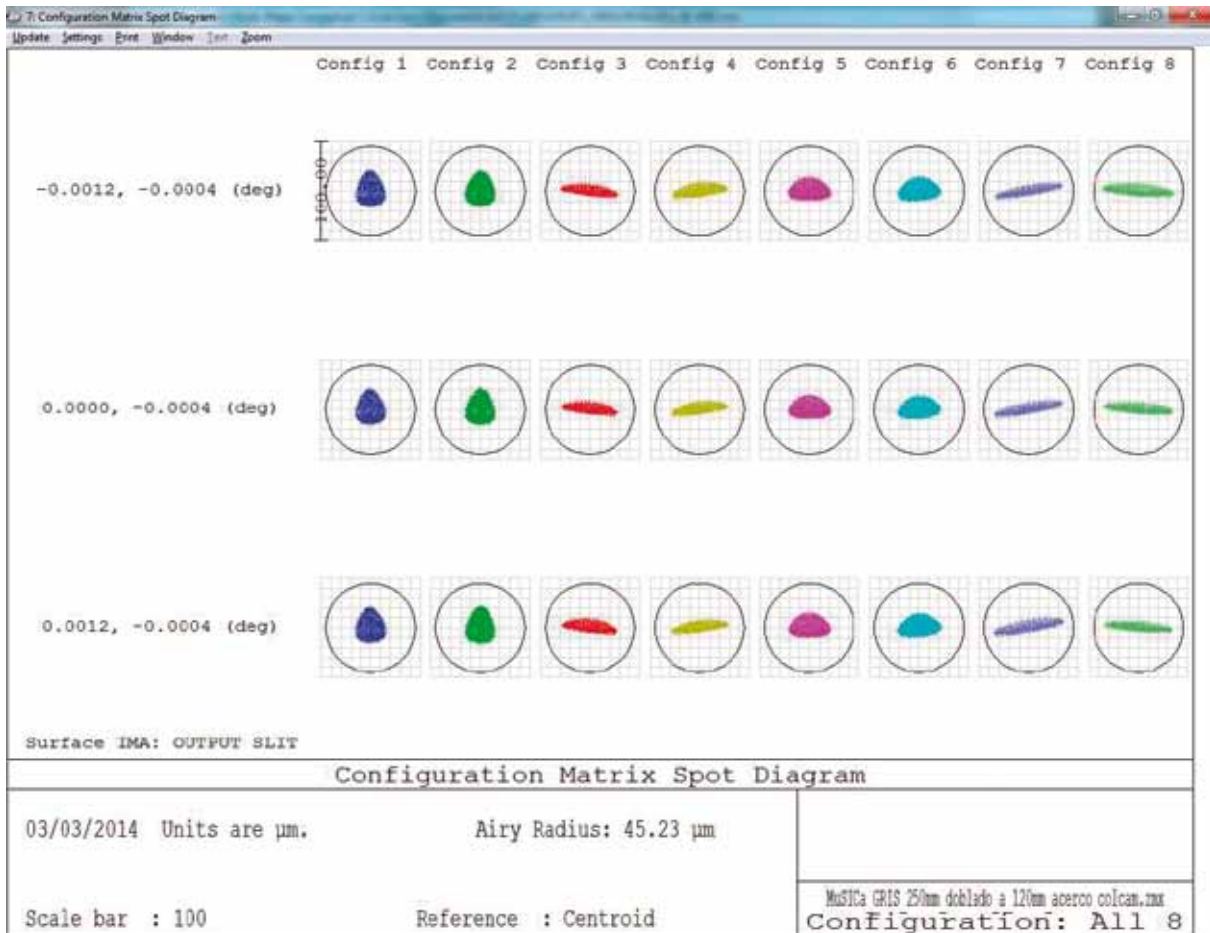 7: Configuration Matrix Spot Diagram
Update Settings Print Window Text Zoom
Config 1 Config 2 Config 3 Config 4 Config 5 Config 6 Config 7 Config 8
100.00
-0.0012, -0.0004 (deg)
0.0000, -0.0004 (deg)
0.0012, -0.0004 (deg)
Surface IMA: OUTPUT SLIT
Configuration Matrix Spot Diagram
03/03/2014 Units are µm.
Airy Radius: 45.23 µm
Scale bar : 100
Reference : Centroid
MuSICa GRIS 250mm doblado a 120mm acerco colcam.zmx
Configuration: All 8